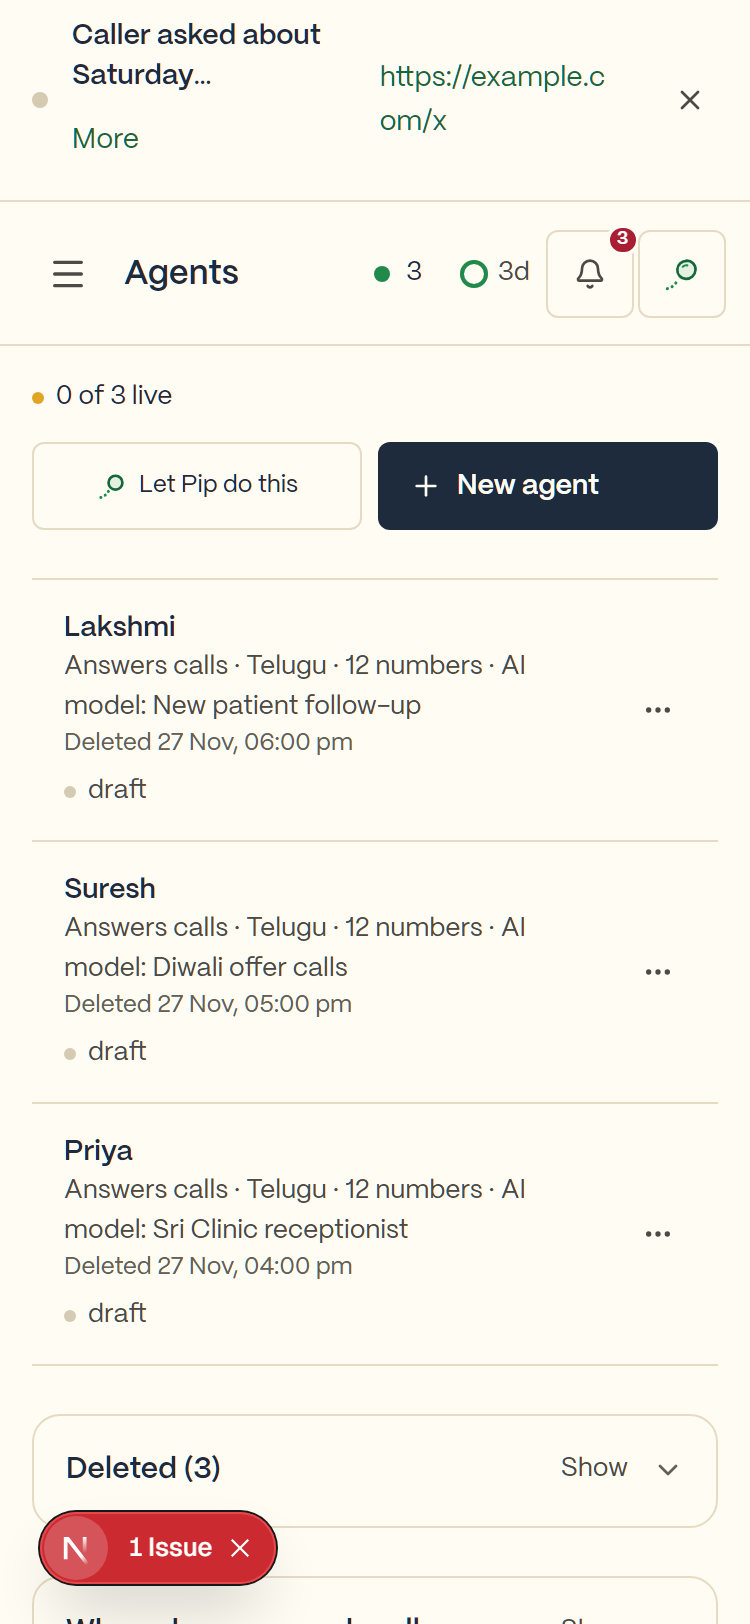 Caller asked about
Saturday...
More
https://example.c
om/x
Agents
3
3d
3
0 of 3 live
Let Pip do this
New agent
Lakshmi
Answers calls · Telugu · 12 numbers · AI
model: New patient follow-up
Deleted 27 Nov, 06:00 pm
draft
Suresh
Answers calls · Telugu · 12 numbers · AI
model: Diwali offer calls
Deleted 27 Nov, 05:00 pm
draft
Priya
Answers calls · Telugu · 12 numbers · AI
model: Sri Clinic receptionist
Deleted 27 Nov, 04:00 pm
draft
Deleted (3)
Show
N
1 Issue